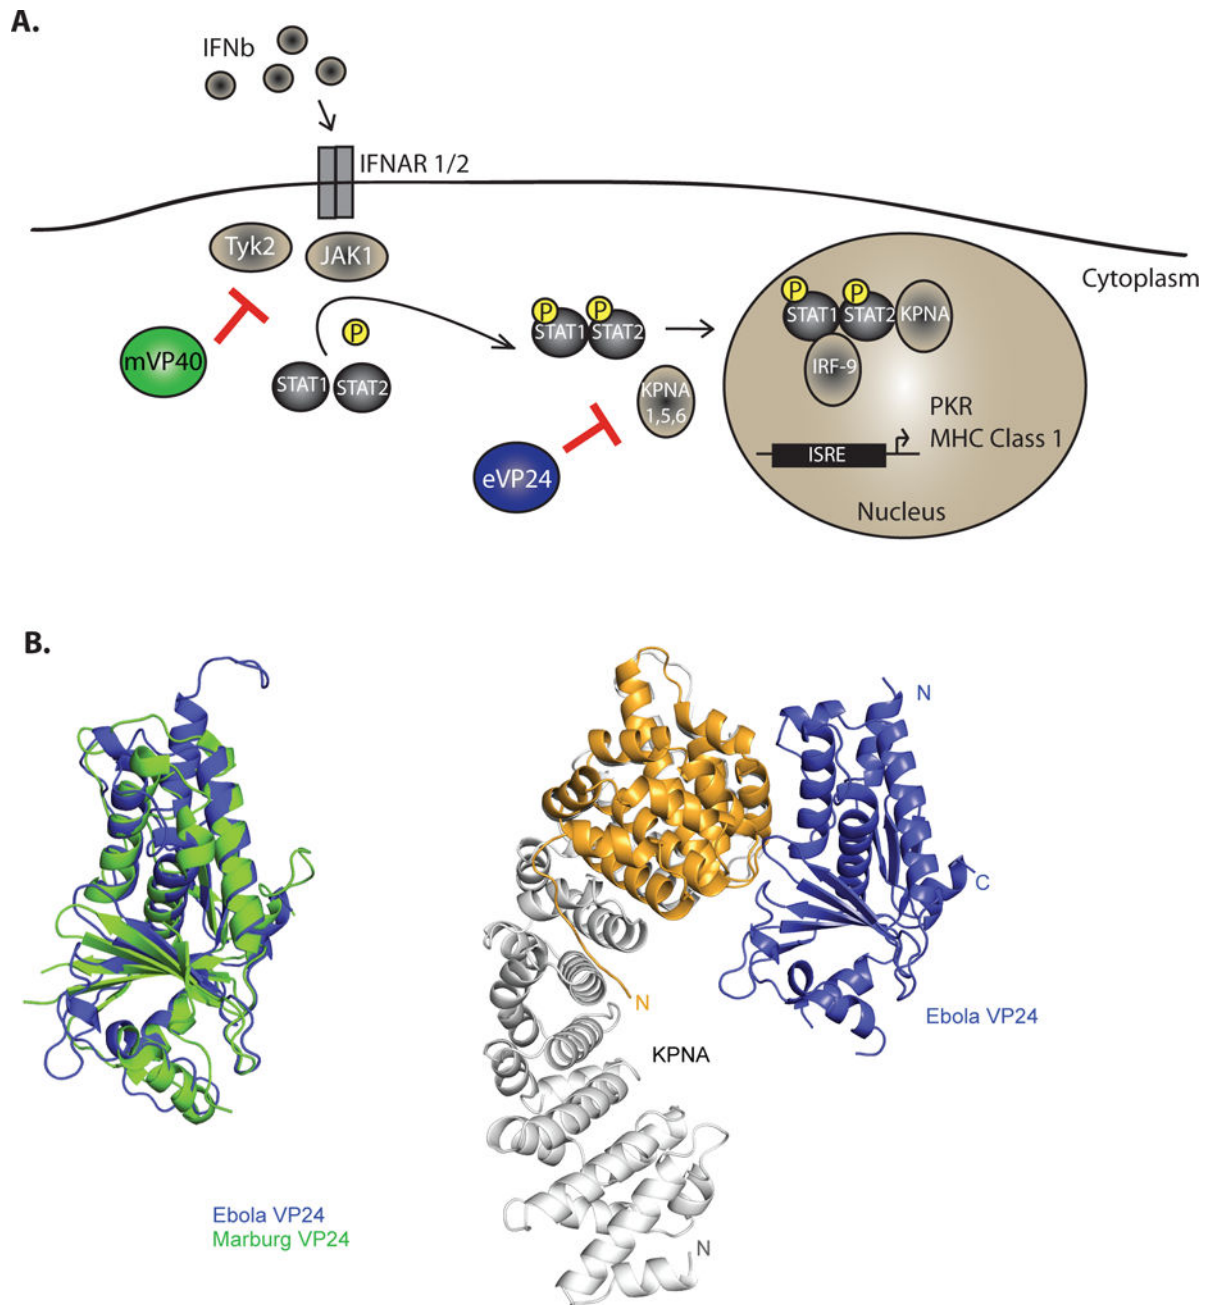 A.
IFNb
IFNAR 1/2
Tyk2
JAK1
Cytoplasm
mVP40
P
STAT1
STAT2
P
P
STAT1
STAT2
KPNA
1,5,6
eVP24
P
P
STAT1
STAT2
KPNA
IRF-9
PKR
MHC Class 1
ISRE
Nucleus
B.
Ebola VP24
Marburg VP24
N
KPNA
N
N
C
Ebola VP24